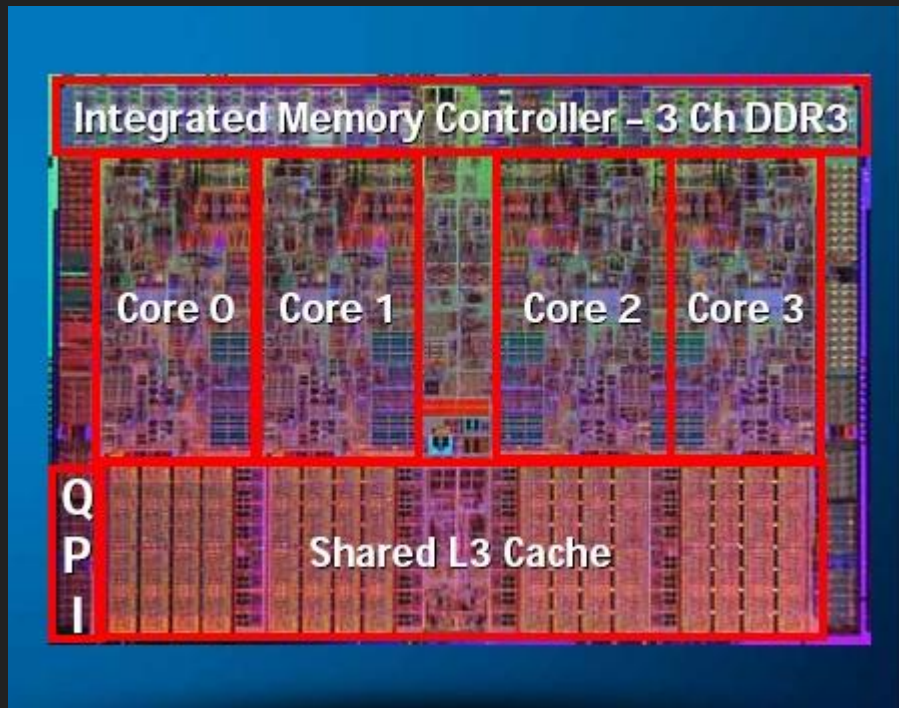 Integrated Memory Controller – 3 Ch DDR3
Core 0
Core 1
Core 2
Core 3
Q
P
I
Shared L3 Cache